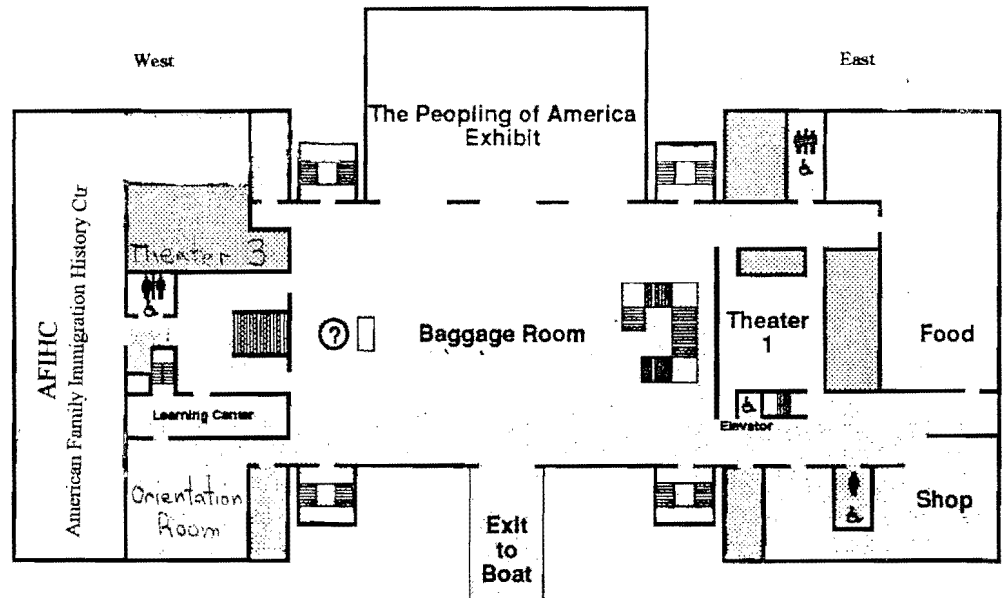 West
East
The Peopling of America
Exhibit
AFIHC
American Family Immigration History Ctr
Theater 3
?
Baggage Room
Theater
1
Food
Learning Center
Elevator
Orientation
Room
Exit
to
Boat
Shop